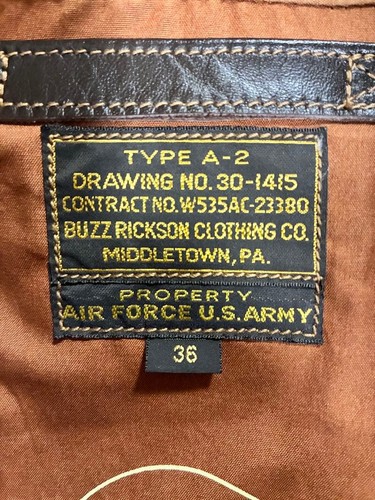 TYPE A-2
DRAWING NO. 30-1415
CONTRACT NO. W535AC-23380
BUZZ RICKSON CLOTHING CO.
MIDDLETOWN, PA.
PROPERTY
AIR FORCE U.S. ARMY
36